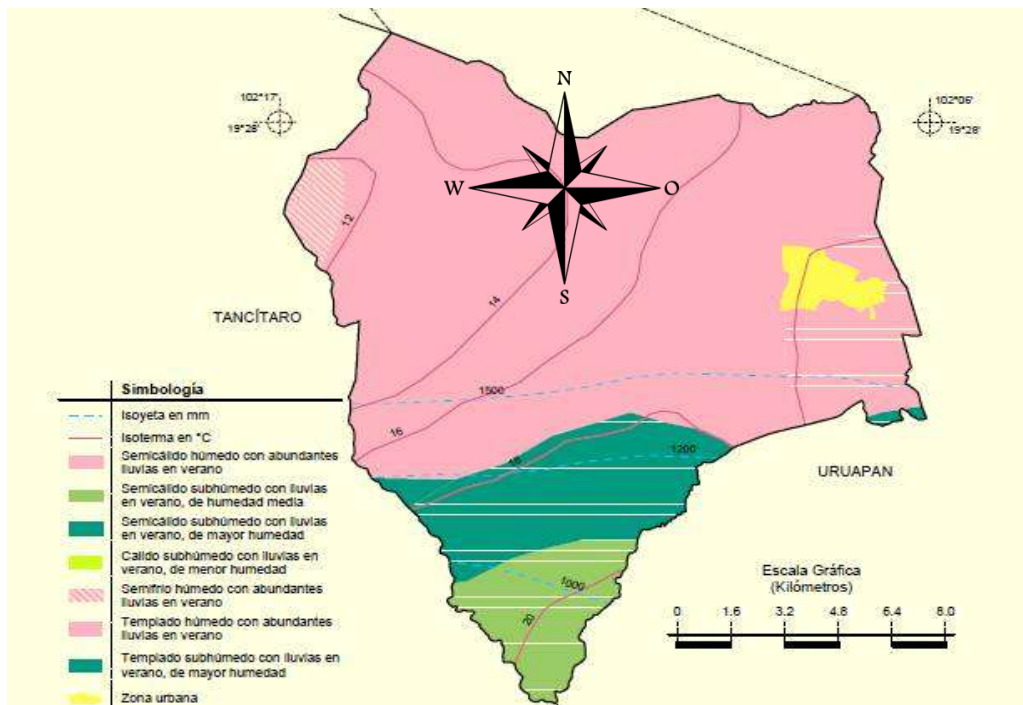 N
102°17'
102°06'
19°28'
19°28'
W
O
12
S
14
TANCÍTARO
Simbología
1500
Isoyeta en mm
Isoterma en °C
16
Semicálido húmedo con abundantes
lluvias en verano
1200
URUAPAN
Semicálido subhúmedo con lluvias
en verano, de humedad media
Semicálido subhúmedo con lluvias
en verano, de mayor humedad
Calido subhúmedo con lluvias en
verano, de menor humedad
Escala Gráfica
(Kilómetros)
1000
Semifrío húmedo con abundantes
lluvias en verano
0 1.6 3.2 4.8 6.4 8.0
20
Templado húmedo con abundantes
lluvias en verano
Templado subhúmedo con lluvias en
verano, de mayor humedad
Zona urbana